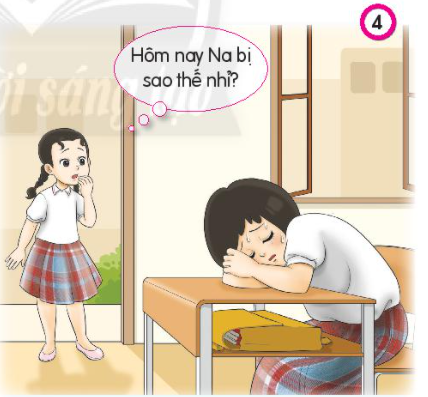 4
Hôm nay Na bị
sao thế nhỉ?